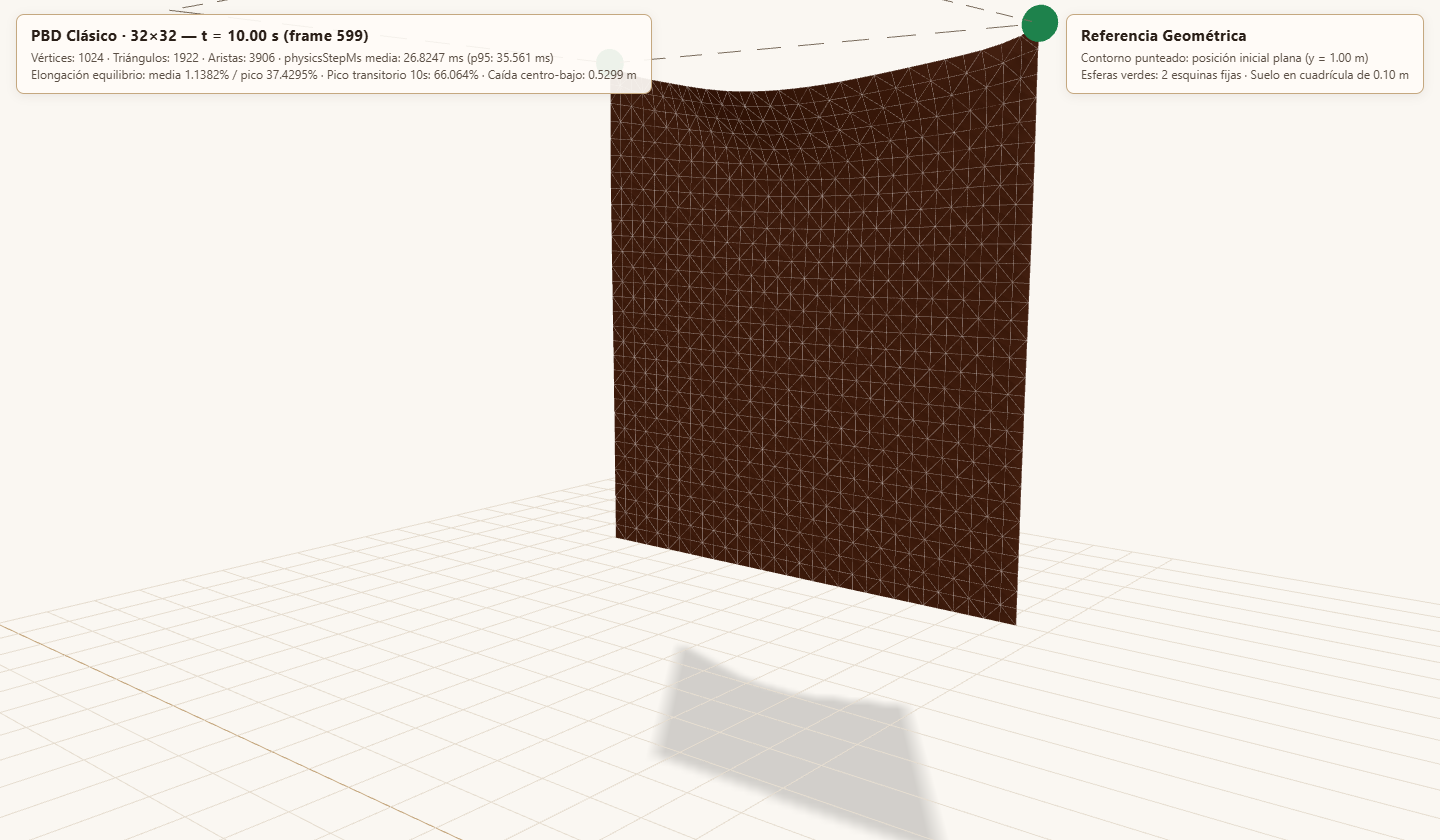 PBD Clásico · 32×32 — t = 10.00 s (frame 599)
Vértices: 1024 · Triángulos: 1922 · Aristas: 3906 · physicsStepMs media: 26.8247 ms (p95: 35.561 ms)
Elongación equilibrio: media 1.1382% / pico 37.4295% · Pico transitorio 10s: 66.064% · Caída centro-bajo: 0.5299 m
Referencia Geométrica
Contorno punteado: posición inicial plana (y = 1.00 m)
Esferas verdes: 2 esquinas fijas · Suelo en cuadrícula de 0.10 m